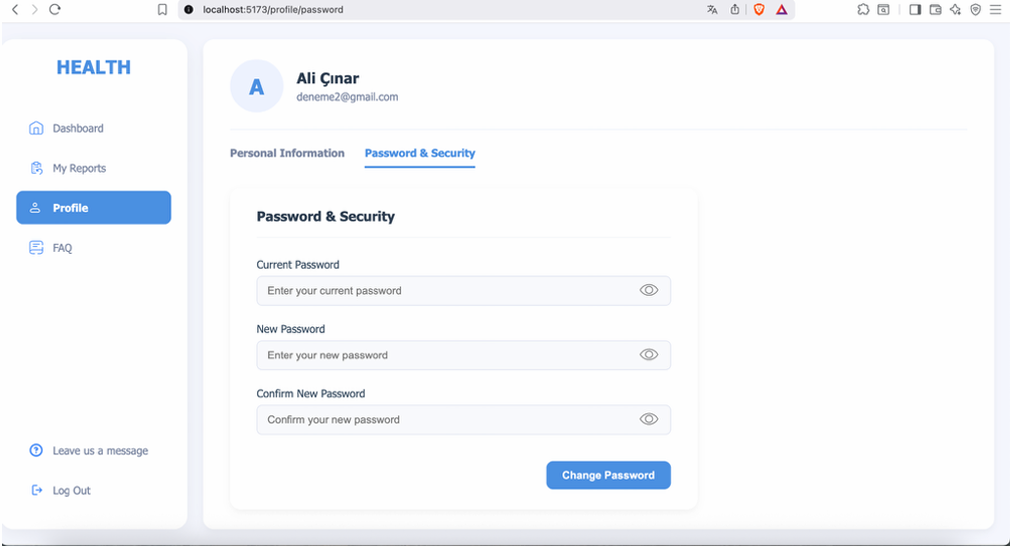 localhost:5173/profile/password
HEALTH
Dashboard
My Reports
Profile
FAQ
Leave us a message
Log Out
A
Ali Çınar
deneme2@gmail.com
Personal Information Password & Security
Password & Security
Current Password
Enter your current password
New Password
Enter your new password
Confirm New Password
Confirm your new password
Change Password